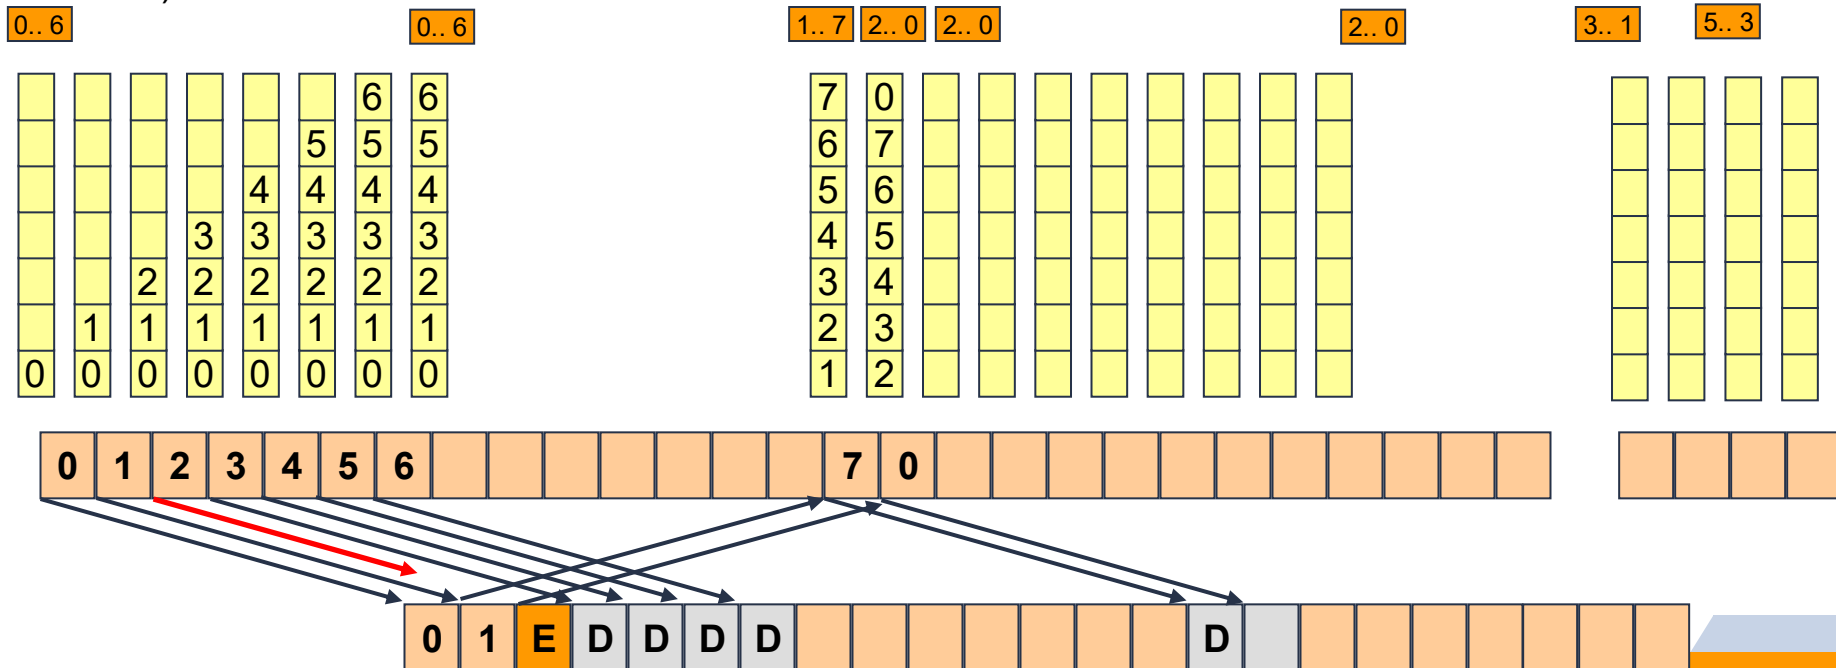 0.. 6 0.. 6 1.. 7 2.. 0 2.. 0 2.. 0 3.. 1 5.. 3
6 6 7 0
5 5 5 6 7
4 4 4 4 5 6
3 3 3 3 3 4 5
2 2 2 2 2 2 3 4
1 1 1 1 1 1 1 2 3
0 0 0 0 0 0 0 0 1 2
0 1 2 3 4 5 6 7 0
0 1 E D D D D D